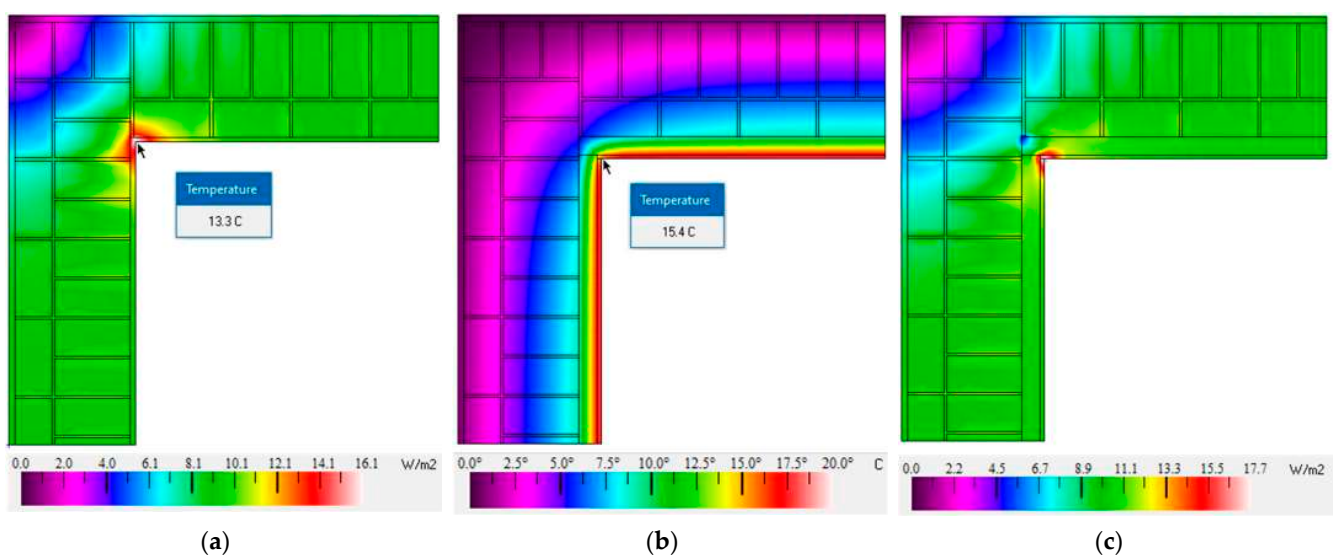 Temperature
13.3 C
Temperature
15.4 C
0.0 2.0 4.0 6.1 8.1 10.1 12.1 14.1 16.1 W/m2
0.0° 2.5° 5.0° 7.5° 10.0° 12.5° 15.0° 17.5° 20.0° C
0.0 2.2 4.5 6.7 8.9 11.1 13.3 15.5 17.7 W/m2
(a)
(b)
(c)